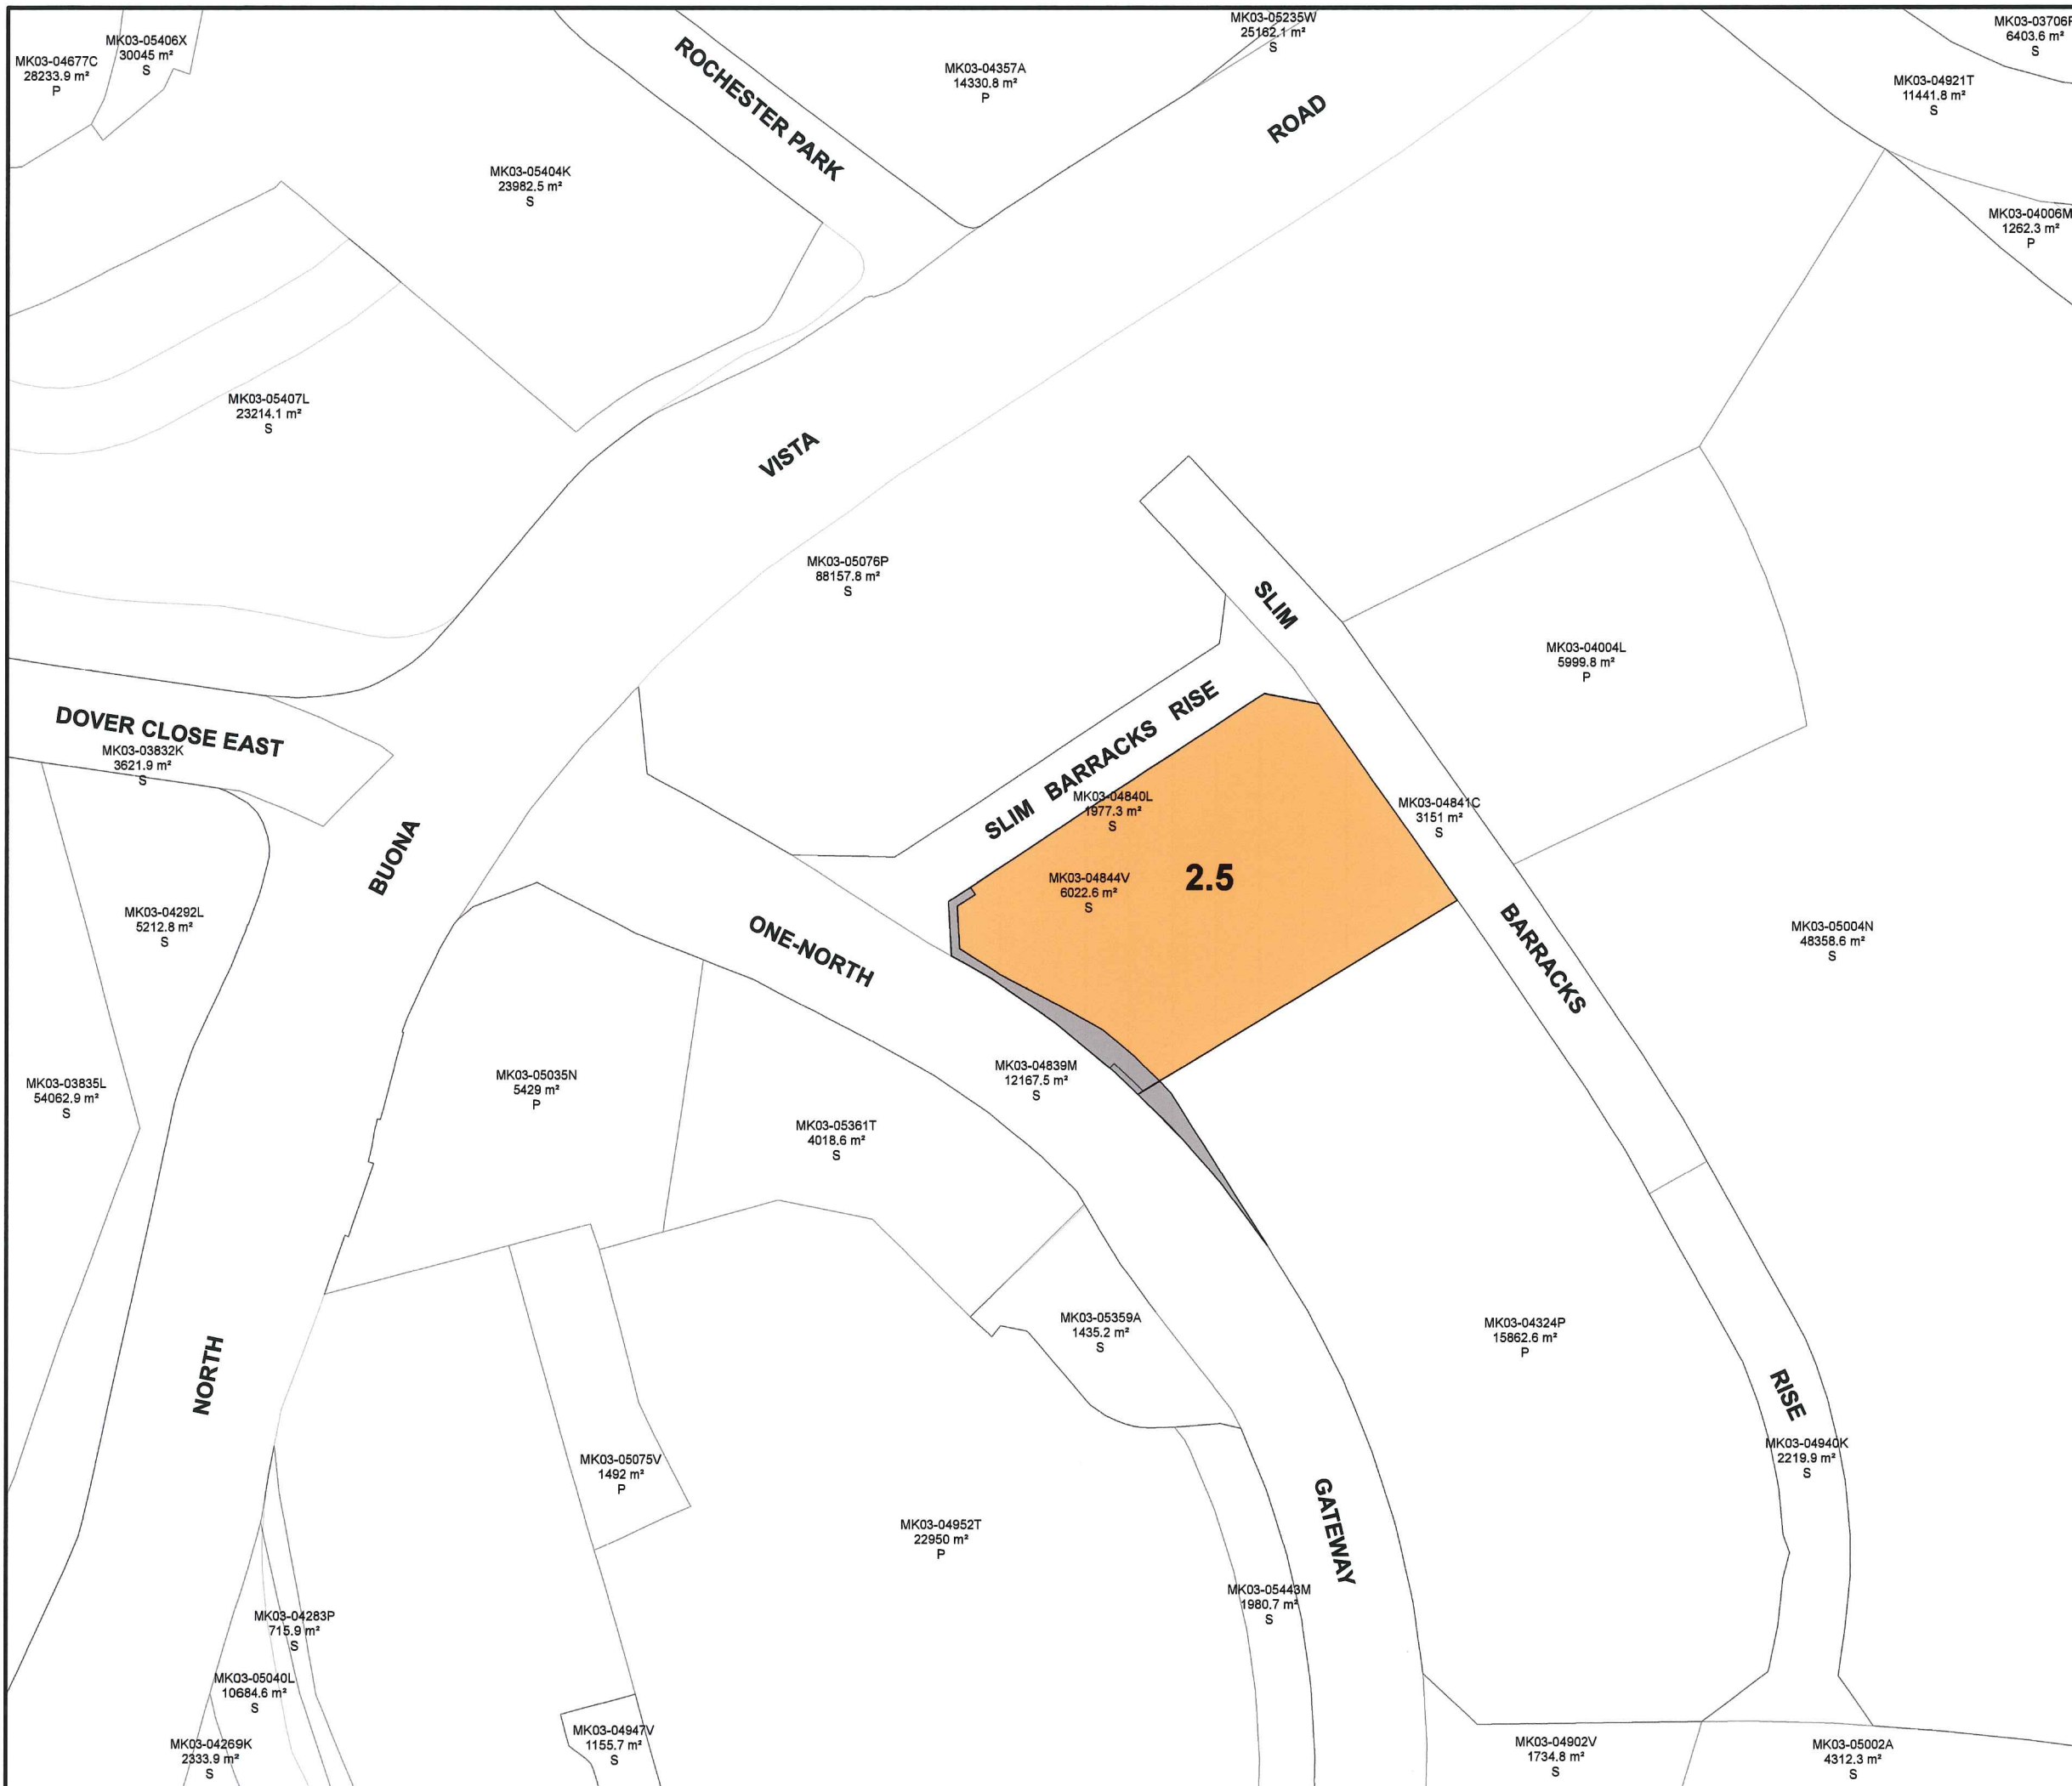 MK03-04677C
28233.9 m²
P
MK03-05406X
30045 m²
S
ROCHESTER PARK
MK03-04357A
14330.8 m²
P
MK03-05235W
25162.1 m²
S
ROAD
MK03-03706P
6403.6 m²
S
MK03-04921T
11441.8 m²
S
MK03-05404K
23982.5 m²
S
MK03-04006M
1262.3 m²
P
MK03-05407L
23214.1 m²
S
VISTA
MK03-05076P
88157.8 m²
S
SLIM
MK03-04004L
5999.8 m²
P
DOVER CLOSE EAST
MK03-03832K
3621.9 m²
S
SLIM BARRACKS RISE
MK03-04840L
1977.3 m²
S
MK03-04841C
3151 m²
S
BUONA
MK03-04844V
6022.6 m²
S
2.5
MK03-04292L
5212.8 m²
S
ONE-NORTH
BARRACKS
MK03-05004N
48358.6 m²
S
MK03-03835L
54062.9 m²
S
MK03-05035N
5429 m²
P
MK03-04839M
12167.5 m²
S
MK03-05361T
4018.6 m²
S
NORTH
MK03-05359A
1435.2 m²
S
MK03-04324P
15862.6 m²
P
RISE
MK03-04940K
2219.9 m²
S
MK03-05075V
1492 m²
P
MK03-04952T
22950 m²
P
GATEWAY
MK03-05443M
1980.7 m²
S
MK03-04283P
715.9 m²
S
MK03-05040L
10684.6 m²
S
MK03-04269K
2333.9 m²
S
MK03-04947V
1155.7 m²
S
MK03-04902V
1734.8 m²
S
MK03-05002A
4312.3 m²
S